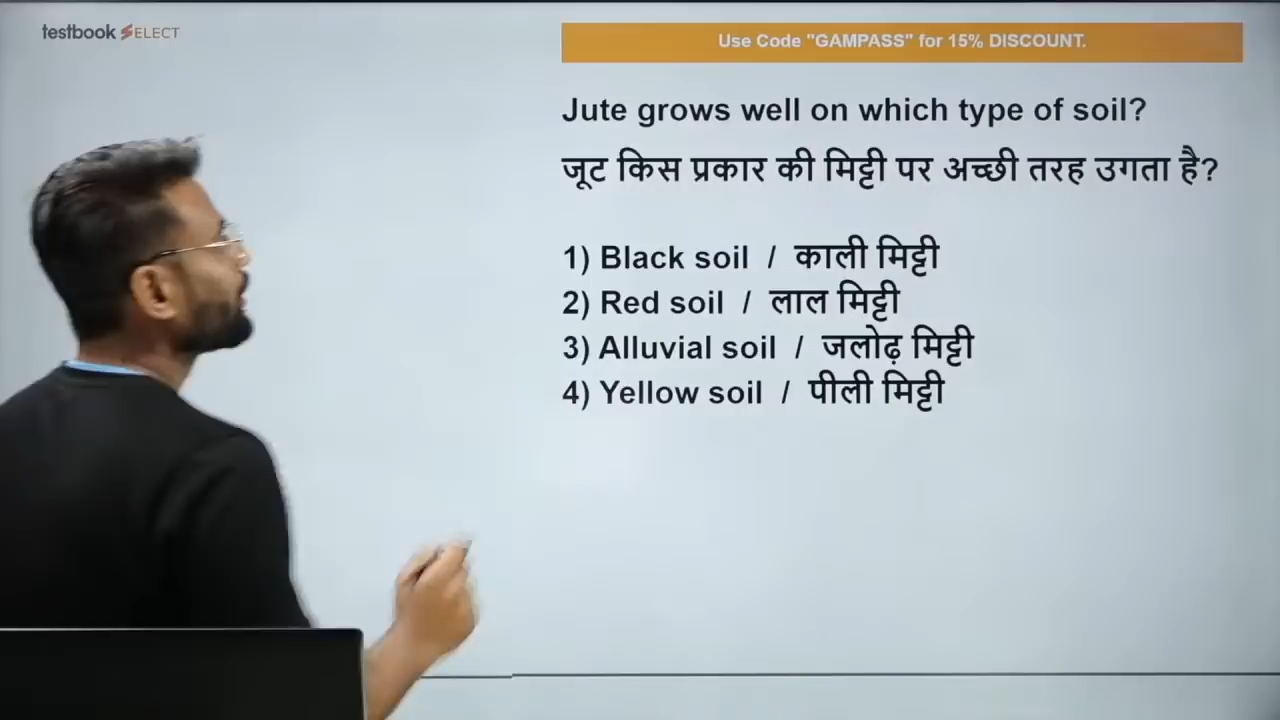 testbook SELECT
Use Code "GAMPASS" for 15% DISCOUNT.
Jute grows well on which type of soil?
जूट किस प्रकार की मिट्टी पर अच्छी तरह उगता है?
1) Black soil / काली मिट्टी
2) Red soil / लाल मिट्टी
3) Alluvial soil / जलोढ़ मिट्टी
4) Yellow soil / पीली मिट्टी